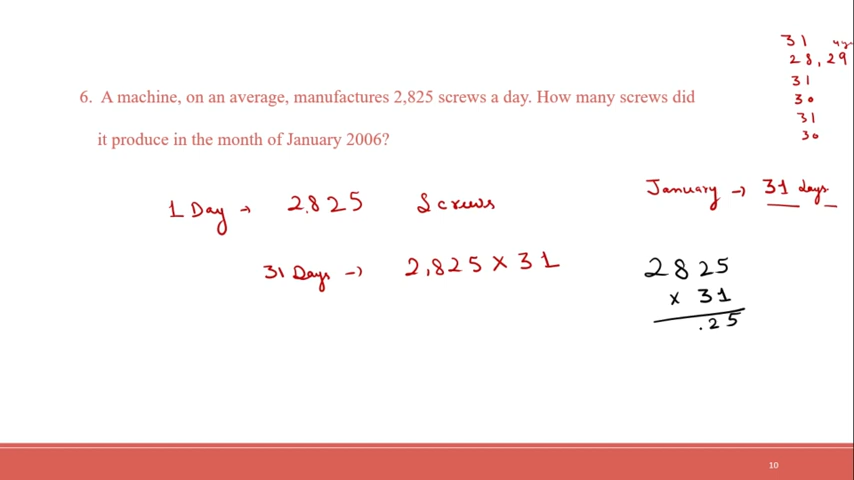 31
28, 29
31
30
31
30
6. A machine, on an average, manufactures 2,825 screws a day. How many screws did
it produce in the month of January 2006?
January → 31 days
1 Day → 2,825 Screws
31 Days → 2,825 × 31
2825
× 31
.25
10